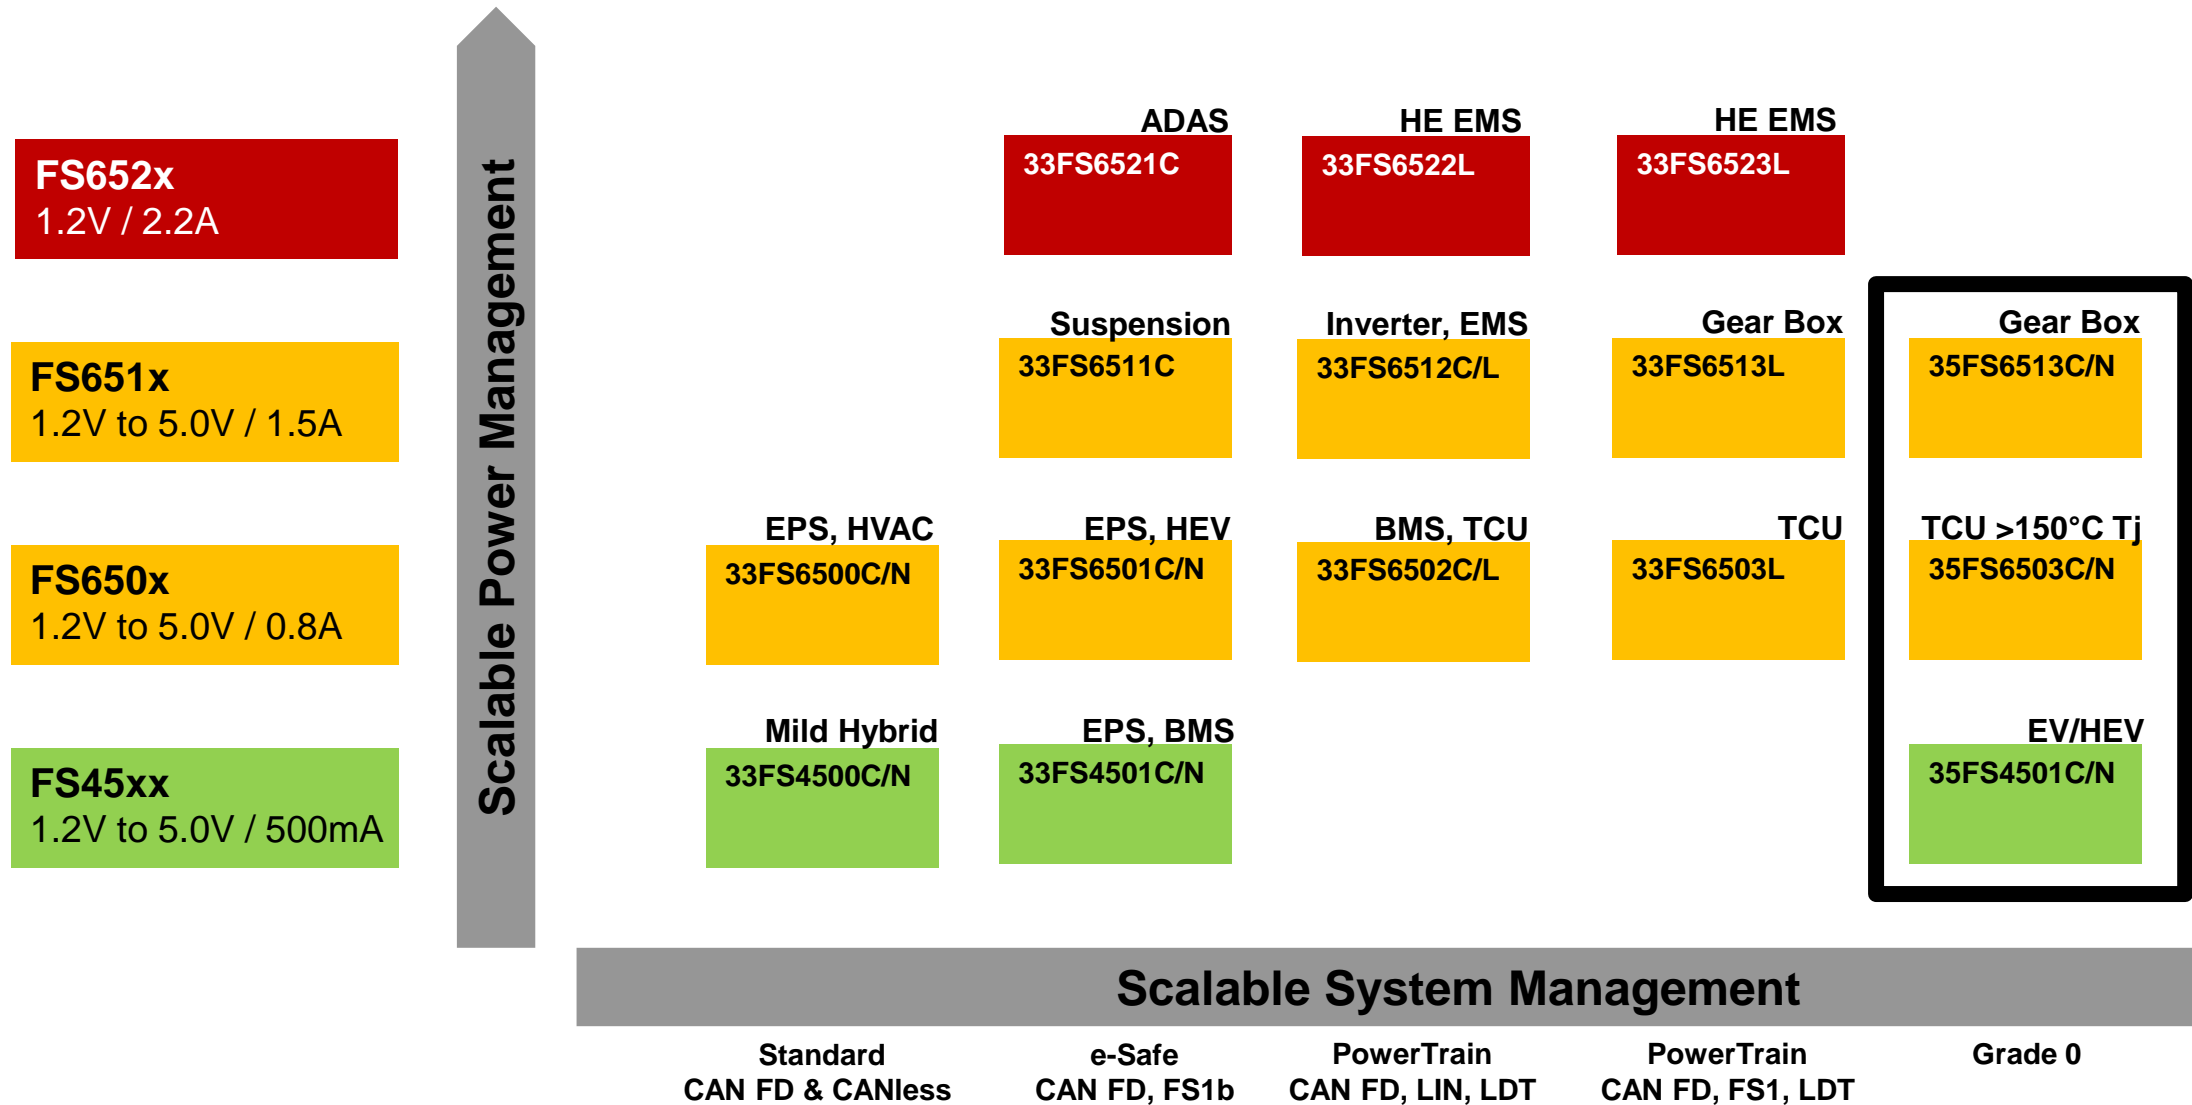 FS652x
1.2V / 2.2A
FS651x
1.2V to 5.0V / 1.5A
FS650x
1.2V to 5.0V / 0.8A
FS45xx
1.2V to 5.0V / 500mA
Scalable Power Management
ADAS
33FS6521C
HE EMS
33FS6522L
HE EMS
33FS6523L
Suspension
33FS6511C
Inverter, EMS
33FS6512C/L
Gear Box
33FS6513L
Gear Box
35FS6513C/N
EPS, HVAC
33FS6500C/N
EPS, HEV
33FS6501C/N
BMS, TCU
33FS6502C/L
TCU
33FS6503L
TCU >150°C Tj
35FS6503C/N
Mild Hybrid
33FS4500C/N
EPS, BMS
33FS4501C/N
EV/HEV
35FS4501C/N
Scalable System Management
Standard
CAN FD & CANless
e-Safe
CAN FD, FS1b
PowerTrain
CAN FD, LIN, LDT
PowerTrain
CAN FD, FS1, LDT
Grade 0